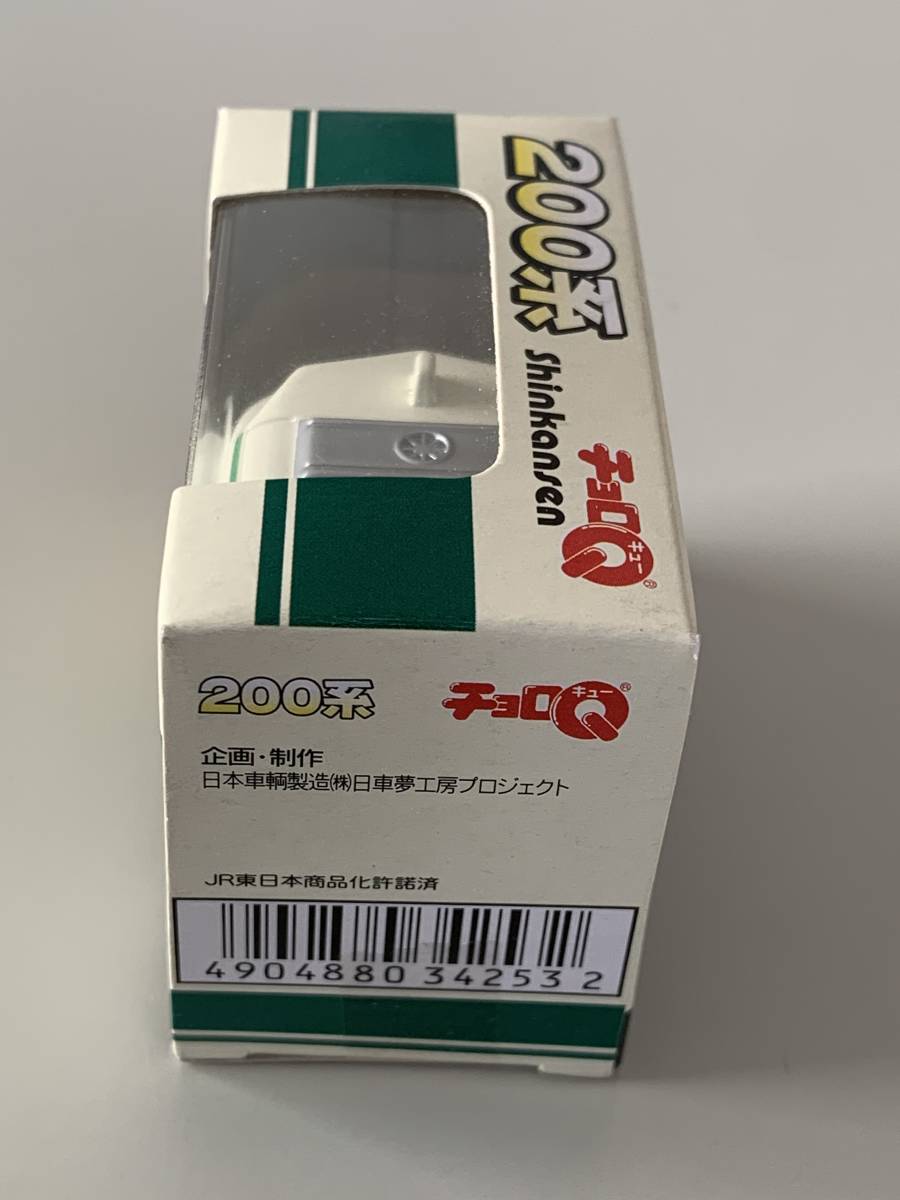 200系
Shinkansen
チョロQ
キュー
®
200系
チョロQ
キュー
®
企画・制作
日本車輌製造㈱日車夢工房プロジェクト
JR東日本商品化許諾済
4904880342532